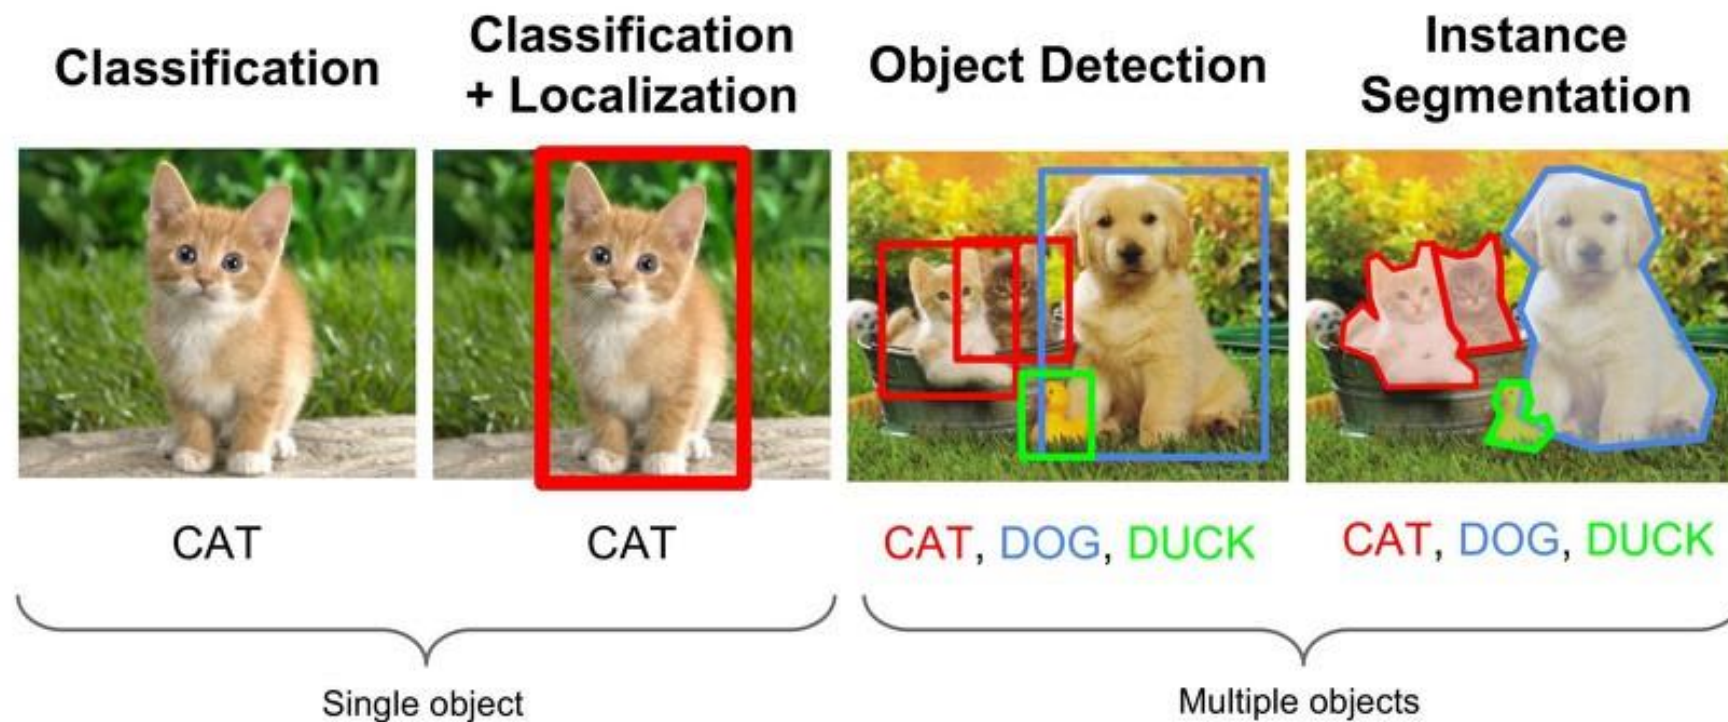 Classification
Classification
+ Localization
Object Detection
Instance
Segmentation
CAT
CAT
CAT, DOG, DUCK
CAT, DOG, DUCK
Single object
Multiple objects